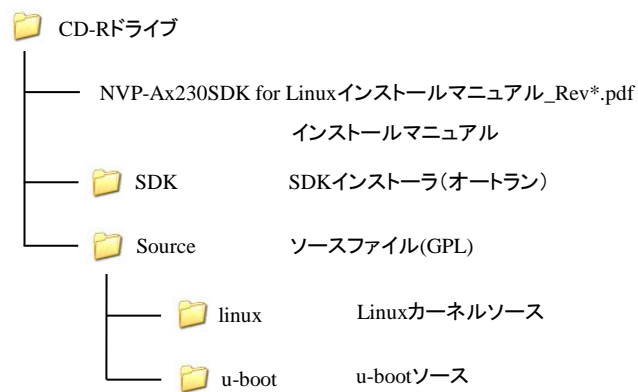 CD-Rドライブ
NVP-Ax230SDK for Linuxインストールマニュアル_Rev*.pdf
インストールマニュアル
SDK SDKインストーラ(オートラン)
Source ソースファイル(GPL)
linux Linuxカーネルソース
u-boot u-bootソース